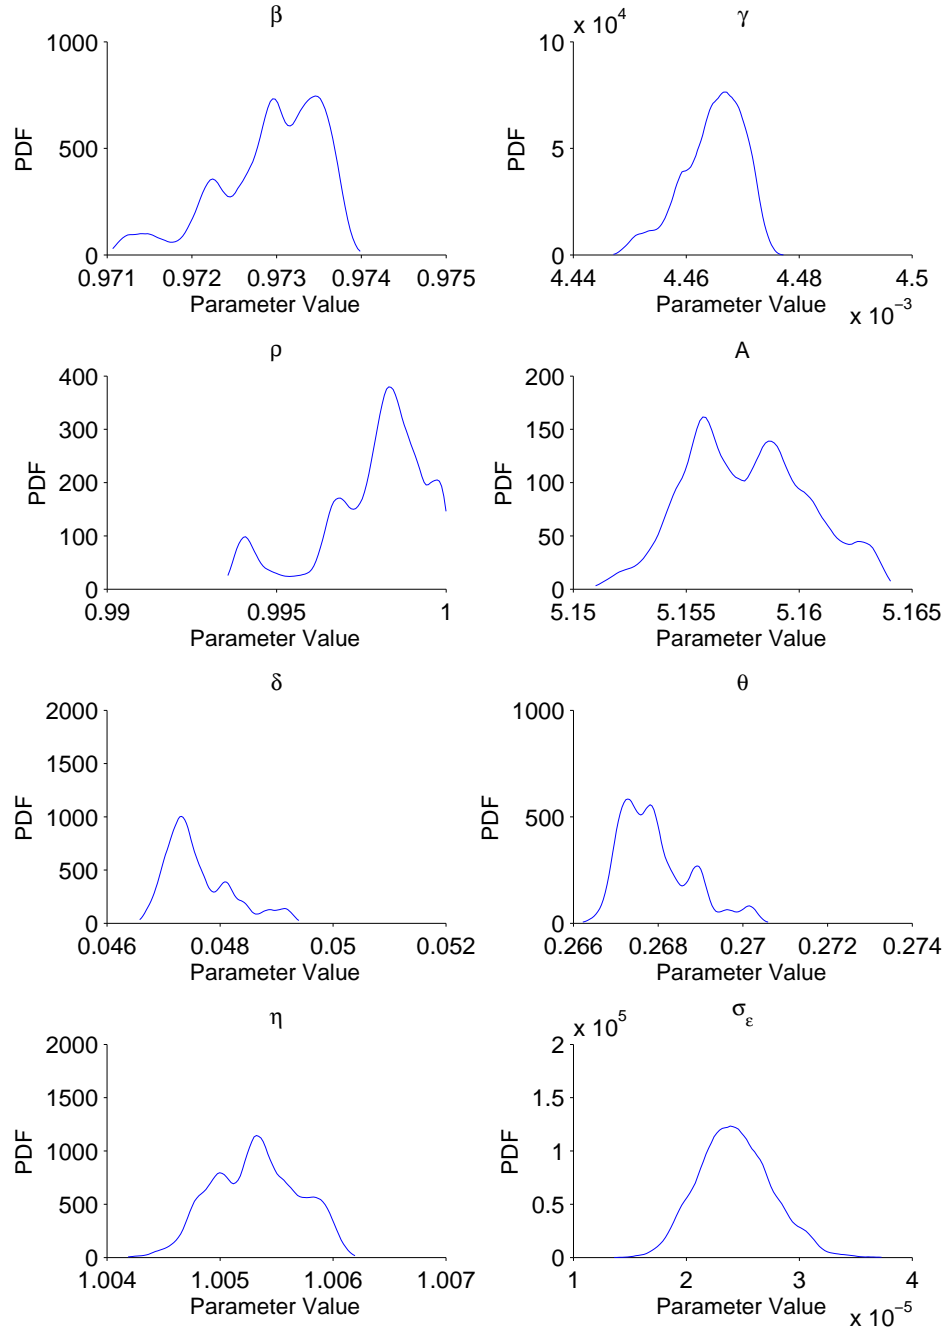 β
1000
500
0
PDF
0.971 0.972 0.973 0.974 0.975
Parameter Value
γ
x 10^4
10
5
0
PDF
4.44 4.46 4.48 4.5
Parameter Value
x 10^−3
ρ
400
300
200
100
0
PDF
0.99 0.995 1
Parameter Value
A
200
150
100
50
0
PDF
5.15 5.155 5.16 5.165
Parameter Value
δ
2000
1500
1000
500
0
PDF
0.046 0.048 0.05 0.052
Parameter Value
θ
1000
500
0
PDF
0.266 0.268 0.27 0.272 0.274
Parameter Value
η
2000
1500
1000
500
0
PDF
1.004 1.005 1.006 1.007
Parameter Value
σ_ε
x 10^5
2
1.5
1
0.5
0
PDF
1 2 3 4
Parameter Value
x 10^−5